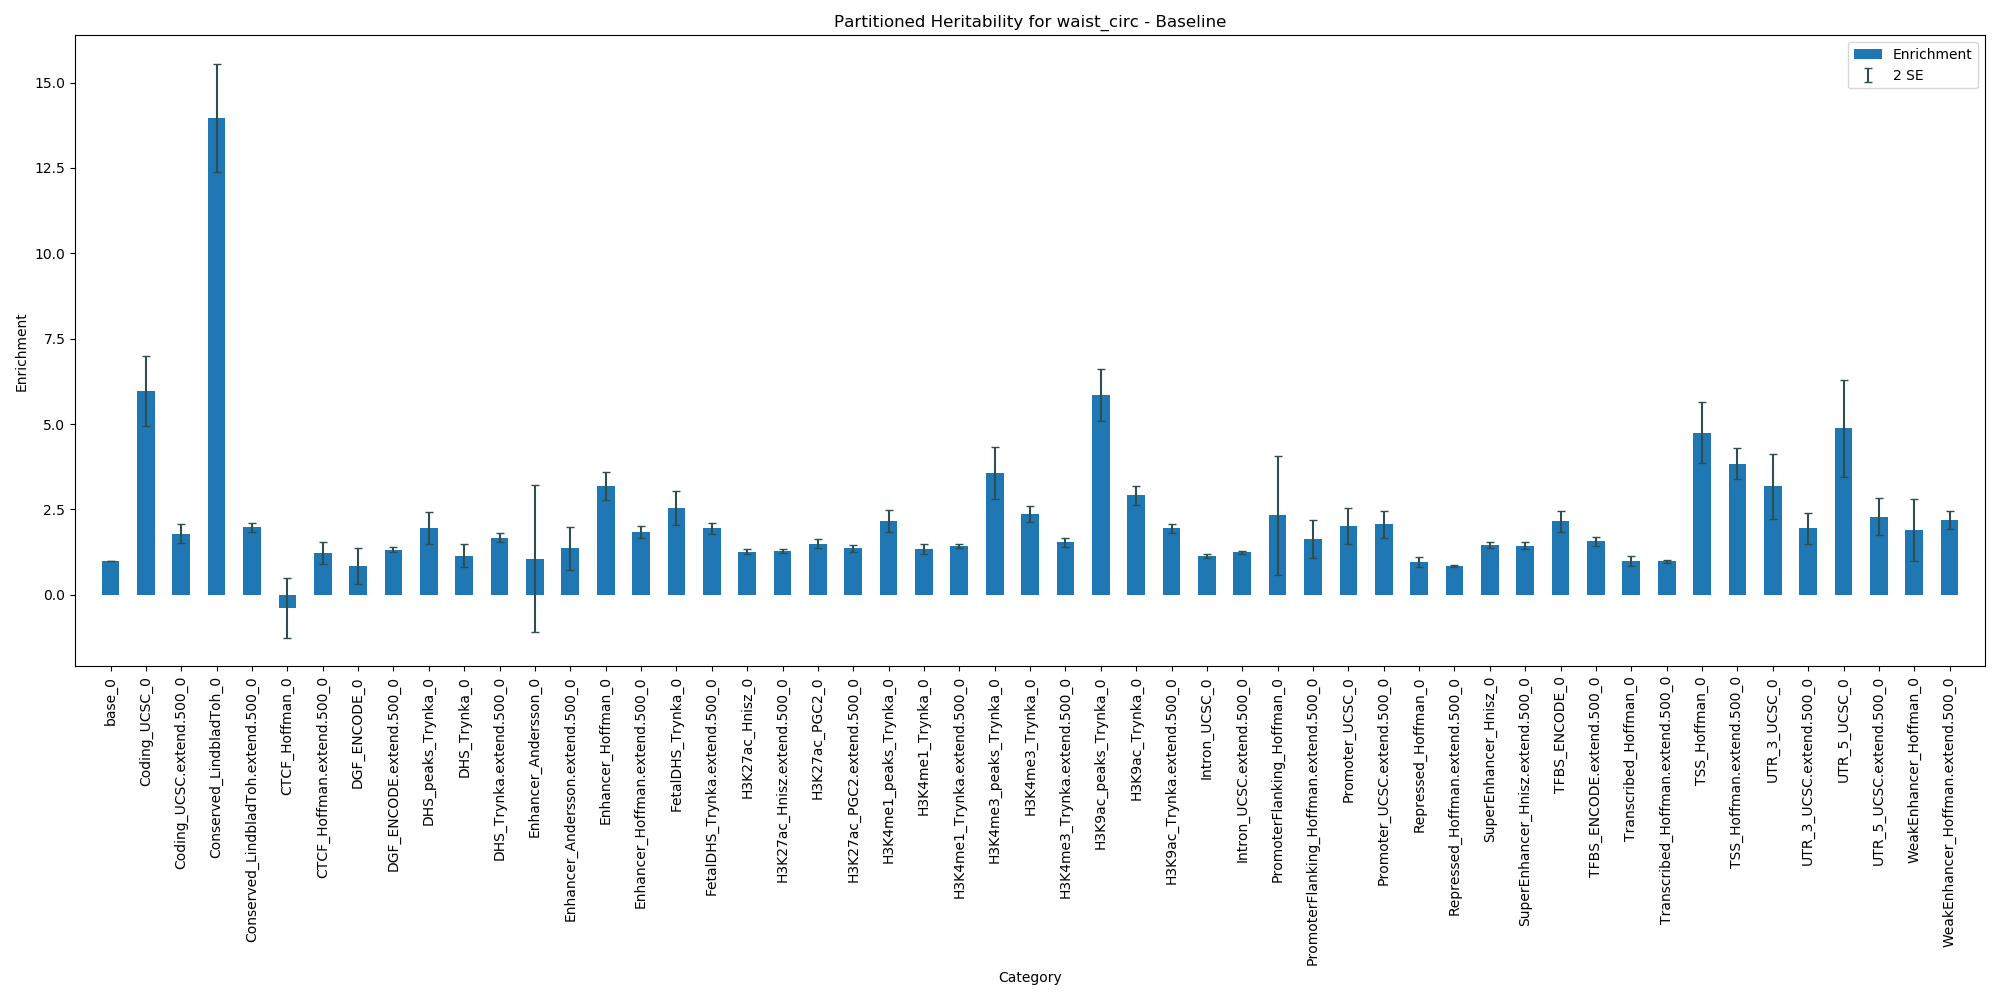 Partitioned Heritability for waist_circ - Baseline
Enrichment
2 SE
Enrichment
15.0
12.5
10.0
7.5
5.0
2.5
0.0
base_0
Coding_UCSC_0
Coding_UCSC.extend.500_0
Conserved_LindbladToh_0
Conserved_LindbladToh.extend.500_0
CTCF_Hoffman_0
CTCF_Hoffman.extend.500_0
DGF_ENCODE_0
DGF_ENCODE.extend.500_0
DHS_peaks_Trynka_0
DHS_Trynka_0
DHS_Trynka.extend.500_0
Enhancer_Andersson_0
Enhancer_Andersson.extend.500_0
Enhancer_Hoffman_0
Enhancer_Hoffman.extend.500_0
FetalDHS_Trynka_0
FetalDHS_Trynka.extend.500_0
H3K27ac_Hnisz_0
H3K27ac_Hnisz.extend.500_0
H3K27ac_PGC2_0
H3K27ac_PGC2.extend.500_0
H3K4me1_peaks_Trynka_0
H3K4me1_Trynka_0
H3K4me1_Trynka.extend.500_0
H3K4me3_peaks_Trynka_0
H3K4me3_Trynka_0
H3K4me3_Trynka.extend.500_0
H3K9ac_peaks_Trynka_0
H3K9ac_Trynka_0
H3K9ac_Trynka.extend.500_0
Intron_UCSC_0
Intron_UCSC.extend.500_0
PromoterFlanking_Hoffman_0
PromoterFlanking_Hoffman.extend.500_0
Promoter_UCSC_0
Promoter_UCSC.extend.500_0
Repressed_Hoffman_0
Repressed_Hoffman.extend.500_0
SuperEnhancer_Hnisz_0
SuperEnhancer_Hnisz.extend.500_0
TFBS_ENCODE_0
TFBS_ENCODE.extend.500_0
Transcribed_Hoffman_0
Transcribed_Hoffman.extend.500_0
TSS_Hoffman_0
TSS_Hoffman.extend.500_0
UTR_3_UCSC_0
UTR_3_UCSC.extend.500_0
UTR_5_UCSC_0
UTR_5_UCSC.extend.500_0
WeakEnhancer_Hoffman_0
WeakEnhancer_Hoffman.extend.500_0
Category